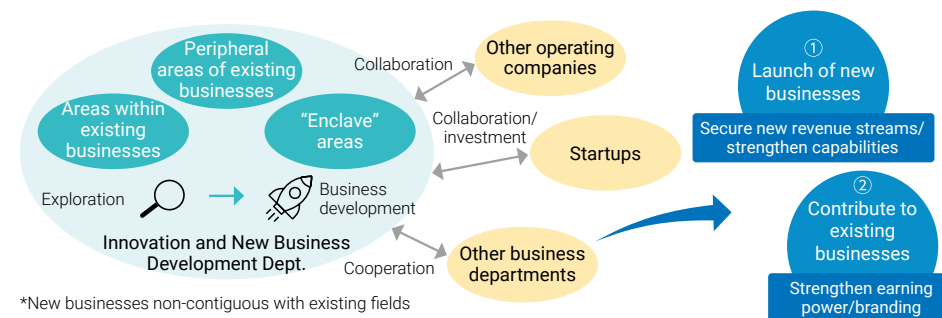 Peripheral
areas of existing
businesses
Areas within
existing
businesses
“Enclave”
areas
Exploration
Business
development
Innovation and New Business
Development Dept.
Collaboration
Other operating
companies
Collaboration/
investment
Startups
Cooperation
Other business
departments
①
Launch of new
businesses
Secure new revenue streams/
strengthen capabilities
②
Contribute to
existing
businesses
Strengthen earning
power/branding
*New businesses non-contiguous with existing fields